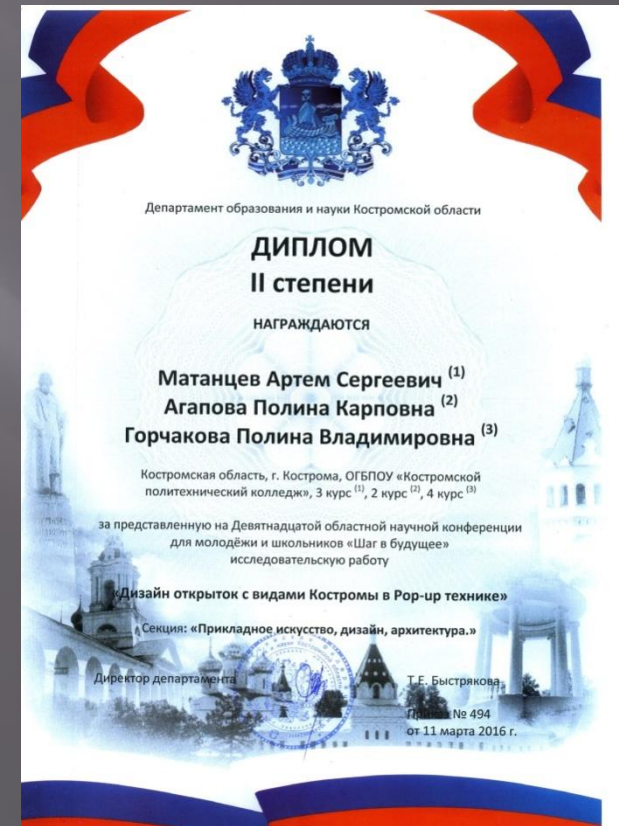 Департамент образования и науки Костромской области
ДИПЛОМ
II степени
НАГРАЖДАЮТСЯ
Матанцев Артем Сергеевич (1)
Агапова Полина Карповна (2)
Горчакова Полина Владимировна (3)
Костромская область, г. Кострома, ОГБПОУ «Костромской
политехнический колледж», 3 курс (1), 2 курс (2), 4 курс (3)
за представленную на Девятнадцатой областной научной конференции
для молодёжи и школьников «Шаг в будущее»
исследовательскую работу
«Дизайн открыток с видами Костромы в Pop-up технике»
Секция: «Прикладное искусство, дизайн, архитектура.»
Директор департамента Т.Е. Быстрякова
Приказ № 494
от 11 марта 2016 г.